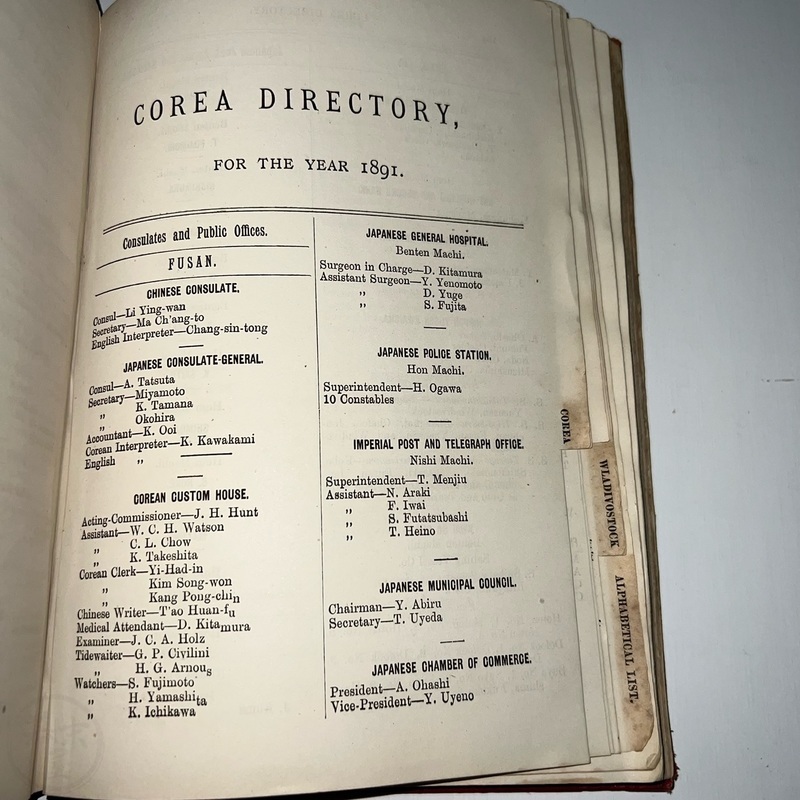 COREA DIRECTORY,
FOR THE YEAR 1891.
Consulates and Public Offices.
FUSAN.
CHINESE CONSULATE.
Consul—Li Ying-wan
Secretary—Ma Ch'ang-to
English Interpreter—Chang-sin-tong
JAPANESE CONSULATE-GENERAL.
Consul—A. Tatsuta
Secretary—Miyamoto
„ K. Tamana
„ Okohira
Accountant—K. Ooi
Corean Interpreter—K. Kawakami
English „ ———
COREAN CUSTOM HOUSE.
Acting-Commissioner—J. H. Hunt
Assistant—W. C. H. Watson
„ C. L. Chow
„ K. Takeshita
Corean Clerk—Yi-Had-in
„ Kim Song-won
„ Kang Pong-chin
Chinese Writer—T'ao Huan-fu
Medical Attendant—D. Kitamura
Examiner—J. C. A. Holz
Tidewaiter—G. P. Civilini
„ H. G. Arnous
Watchers—S. Fujimoto
„ H. Yamashita
„ K. Ichikawa
JAPANESE GENERAL HOSPITAL.
Benten Machi.
Surgeon in Charge—D. Kitamura
Assistant Surgeon—Y. Yenomoto
„ D. Yuge
„ S. Fujita
JAPANESE POLICE STATION.
Hon Machi.
Superintendent—H. Ogawa
10 Constables
IMPERIAL POST AND TELEGRAPH OFFICE.
Nishi Machi.
Superintendent—T. Menjiu
Assistant—N. Araki
„ F. Iwai
„ S. Futatsubashi
„ T. Heino
JAPANESE MUNICIPAL COUNCIL.
Chairman—Y. Abiru
Secretary—T. Uyeda
JAPANESE CHAMBER OF COMMERCE.
President—A. Ohashi
Vice-President—Y. Uyeno
COREA
WLADIVOSTOCK
ALPHABETICAL LIST.